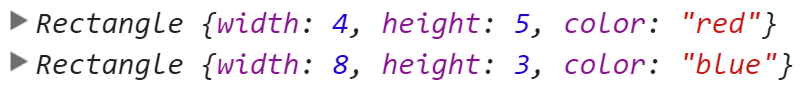 Rectangle {width: 4, height: 5, color: "red"}
Rectangle {width: 8, height: 3, color: "blue"}